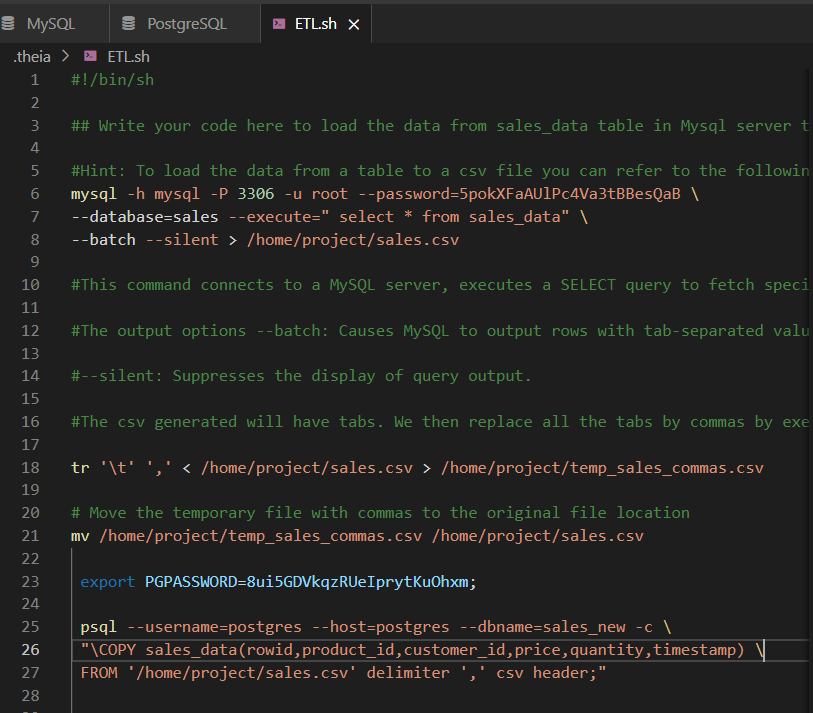 MySQL PostgreSQL ETL.sh
.theia > ETL.sh
1 #!/bin/sh
2
3 ## Write your code here to load the data from sales_data table in Mysql server t
4
5 #Hint: To load the data from a table to a csv file you can refer to the followin
6 mysql -h mysql -P 3306 -u root --password=5pokXFaAUlPc4Va3tBBesQaB \
7 --database=sales --execute=" select * from sales_data" \
8 --batch --silent > /home/project/sales.csv
9
10 #This command connects to a MySQL server, executes a SELECT query to fetch speci
11
12 #The output options --batch: Causes MySQL to output rows with tab-separated valu
13
14 #--silent: Suppresses the display of query output.
15
16 #The csv generated will have tabs. We then replace all the tabs by commas by exe
17
18 tr '\t' ',' < /home/project/sales.csv > /home/project/temp_sales_commas.csv
19
20 # Move the temporary file with commas to the original file location
21 mv /home/project/temp_sales_commas.csv /home/project/sales.csv
22
23 export PGPASSWORD=8ui5GDVkqzRUeIprytKuOhxm;
24
25 psql --username=postgres --host=postgres --dbname=sales_new -c \
26 "\COPY sales_data(rowid,product_id,customer_id,price,quantity,timestamp) \
27 FROM '/home/project/sales.csv' delimiter ',' csv header;"
28